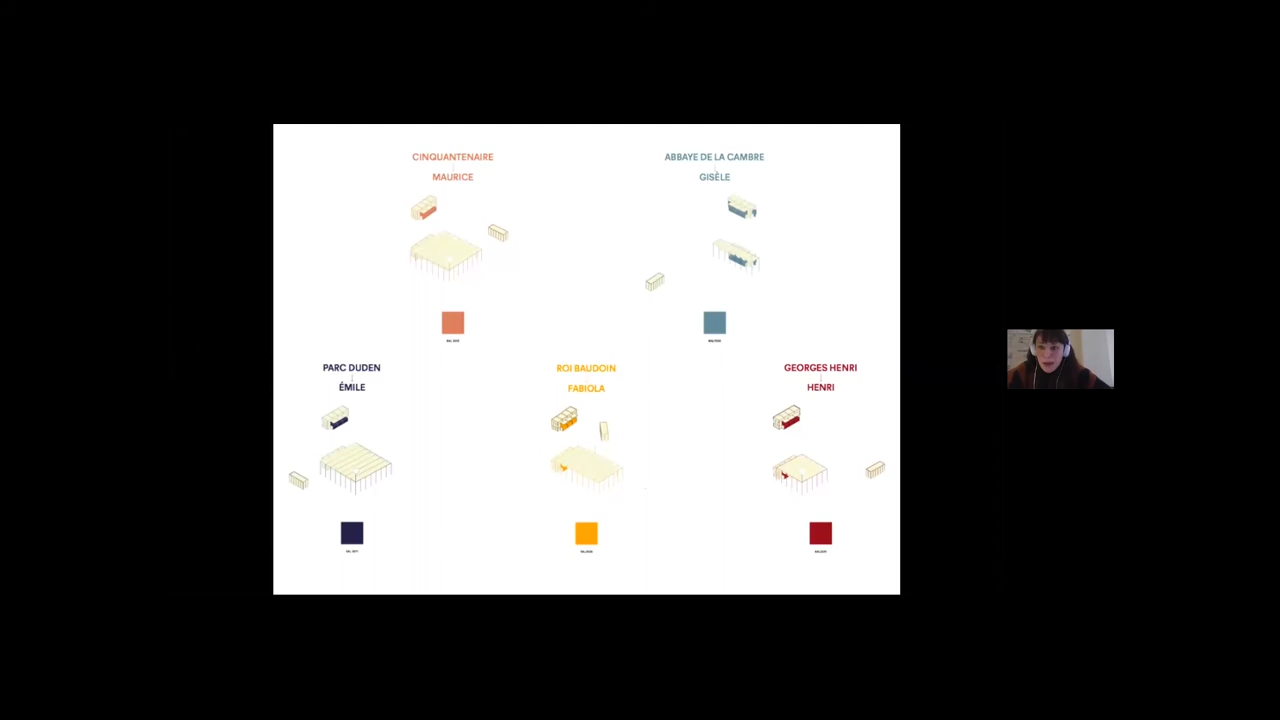 CINQUANTENAIRE
MAURICE
ABBAYE DE LA CAMBRE
GISÈLE
PARC DUDEN
ÉMILE
ROI BAUDOIN
FABIOLA
GEORGES HENRI
HENRI